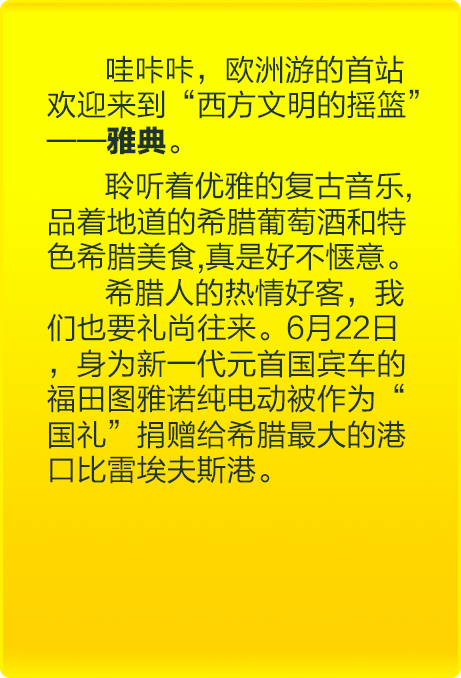 哇咔咔，欧洲游的首站
欢迎来到“西方文明的摇篮”
——雅典。
聆听着优雅的复古音乐,
品着地道的希腊葡萄酒和特
色希腊美食,真是好不惬意。
希腊人的热情好客，我
们也要礼尚往来。6月22日
，身为新一代元首国宾车的
福田图雅诺纯电动被作为“
国礼”捐赠给希腊最大的港
口比雷埃夫斯港。